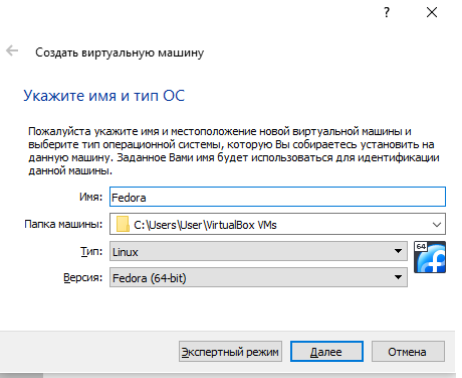 ?
Создать виртуальную машину
Укажите имя и тип ОС
Пожалуйста укажите имя и местоположение новой виртуальной машины и
выберите тип операционной системы, которую Вы собираетесь установить на
данную машину. Заданное Вами имя будет использоваться для идентификации
данной машины.
Имя: Fedora
Папка машины: C:\Users\User\VirtualBox VMs
Тип: Linux
64
Версия: Fedora (64-bit)
Экспертный режим Далее Отмена